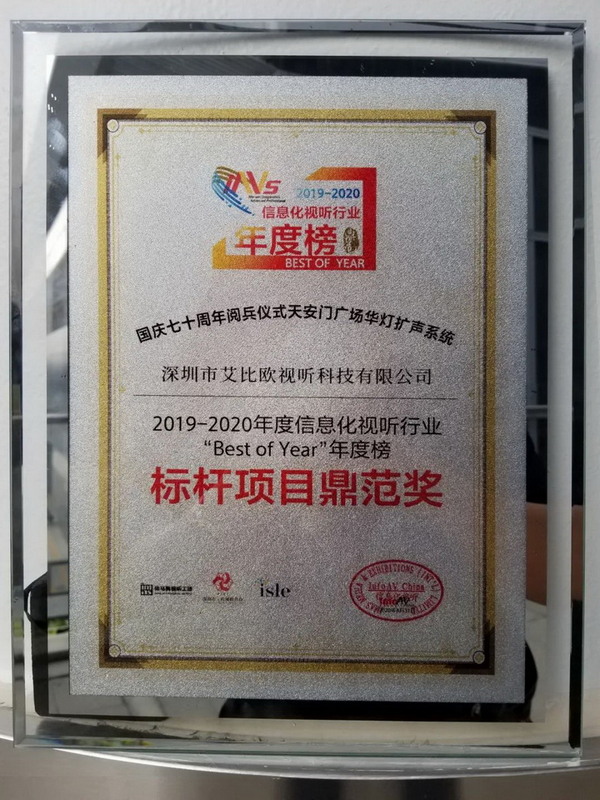 iAVs 2019-2020
信息化视听行业
年度榜
BEST OF YEAR
国庆七十周年阅兵仪式天安门广场华灯扩声系统
深圳市艾比欧视听科技有限公司
2019-2020年度信息化视听行业
“Best of Year”年度榜
标杆项目鼎范奖
isle
InfoAV China